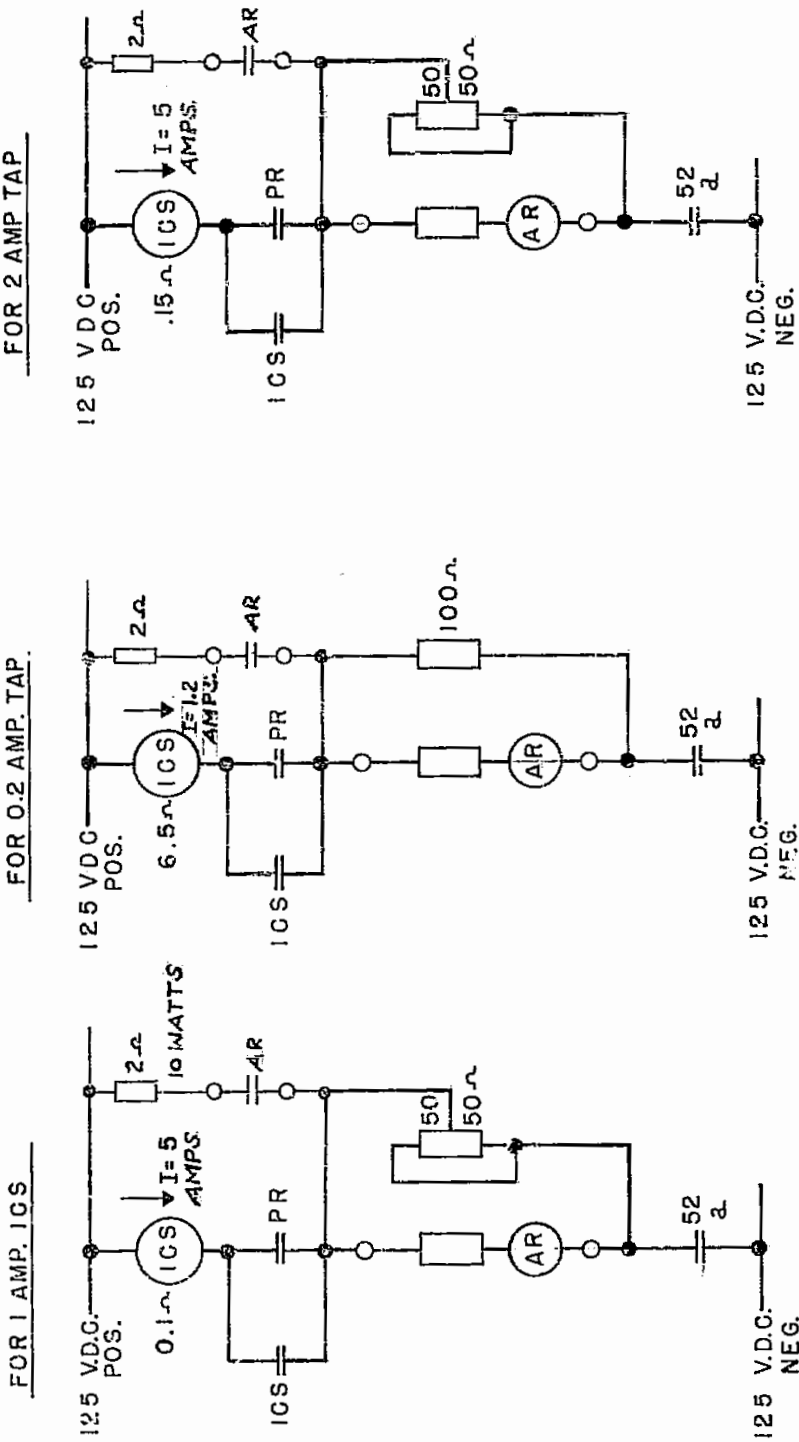 FOR 1 AMP. ICS
125 V.D.C.
POS.
0.1Ω
ICS
I=5
AMPS.
2Ω
10 WATTS
AR
PR
ICS
50
50Ω
AR
52
a
125 V.D.C.
NEG.
FOR 0.2 AMP. TAP
125 VDC
POS.
6.5Ω
ICS
I=1.2
AMPS.
2Ω
AR
PR
ICS
100Ω
AR
52
a
125 V.D.C.
NEG.
FOR 2 AMP TAP
125 VDC
POS.
.15Ω
ICS
I=5
AMPS.
2Ω
AR
PR
ICS
50
50Ω
AR
52
a
125 V.D.C.
NEG.